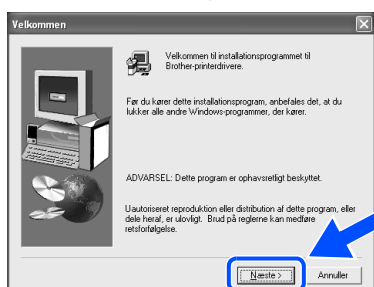 Velkommen
Velkommen til installationsprogrammet til
Brother-printerdrivere.
Før du kører dette installationsprogram, anbefales det, at du
lukker alle andre Windows-programmer, der kører.
ADVARSEL: Dette program er ophavsretligt beskyttet.
Uautoriseret reproduktion eller distribution af dette program, eller
dele heraf, er ulovligt. Brud på reglerne kan medføre
retsforfølgelse.
Næste >
Annuller